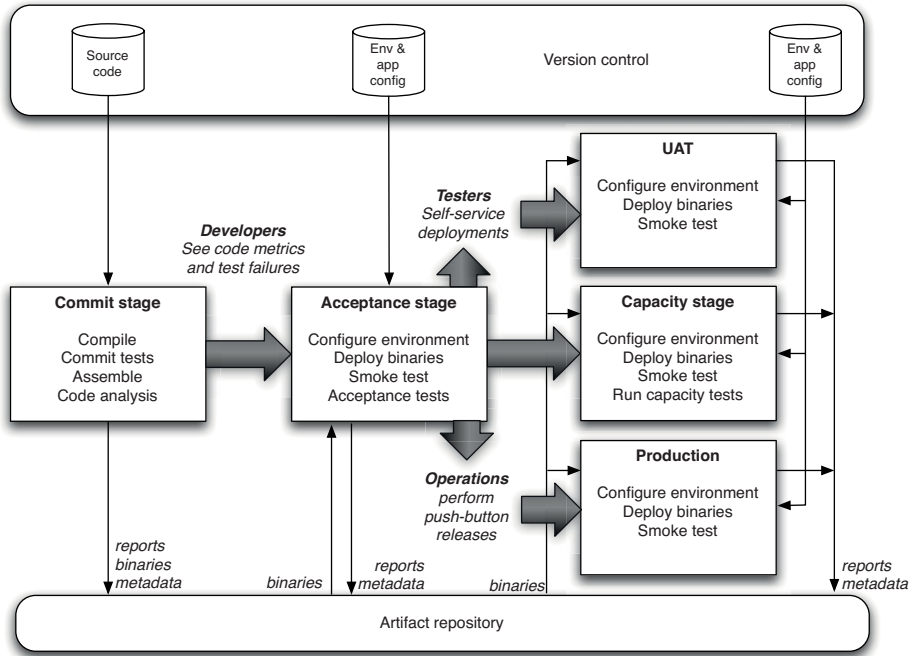 Source
code
Env &
app
config
Version control
Env &
app
config
Developers
See code metrics
and test failures
Testers
Self-service
deployments
UAT
Configure environment
Deploy binaries
Smoke test
Commit stage
Compile
Commit tests
Assemble
Code analysis
Acceptance stage
Configure environment
Deploy binaries
Smoke test
Acceptance tests
Capacity stage
Configure environment
Deploy binaries
Smoke test
Run capacity tests
Operations
perform
push-button
releases
Production
Configure environment
Deploy binaries
Smoke test
reports
binaries
metadata
binaries
reports
metadata
binaries
reports
metadata
Artifact repository